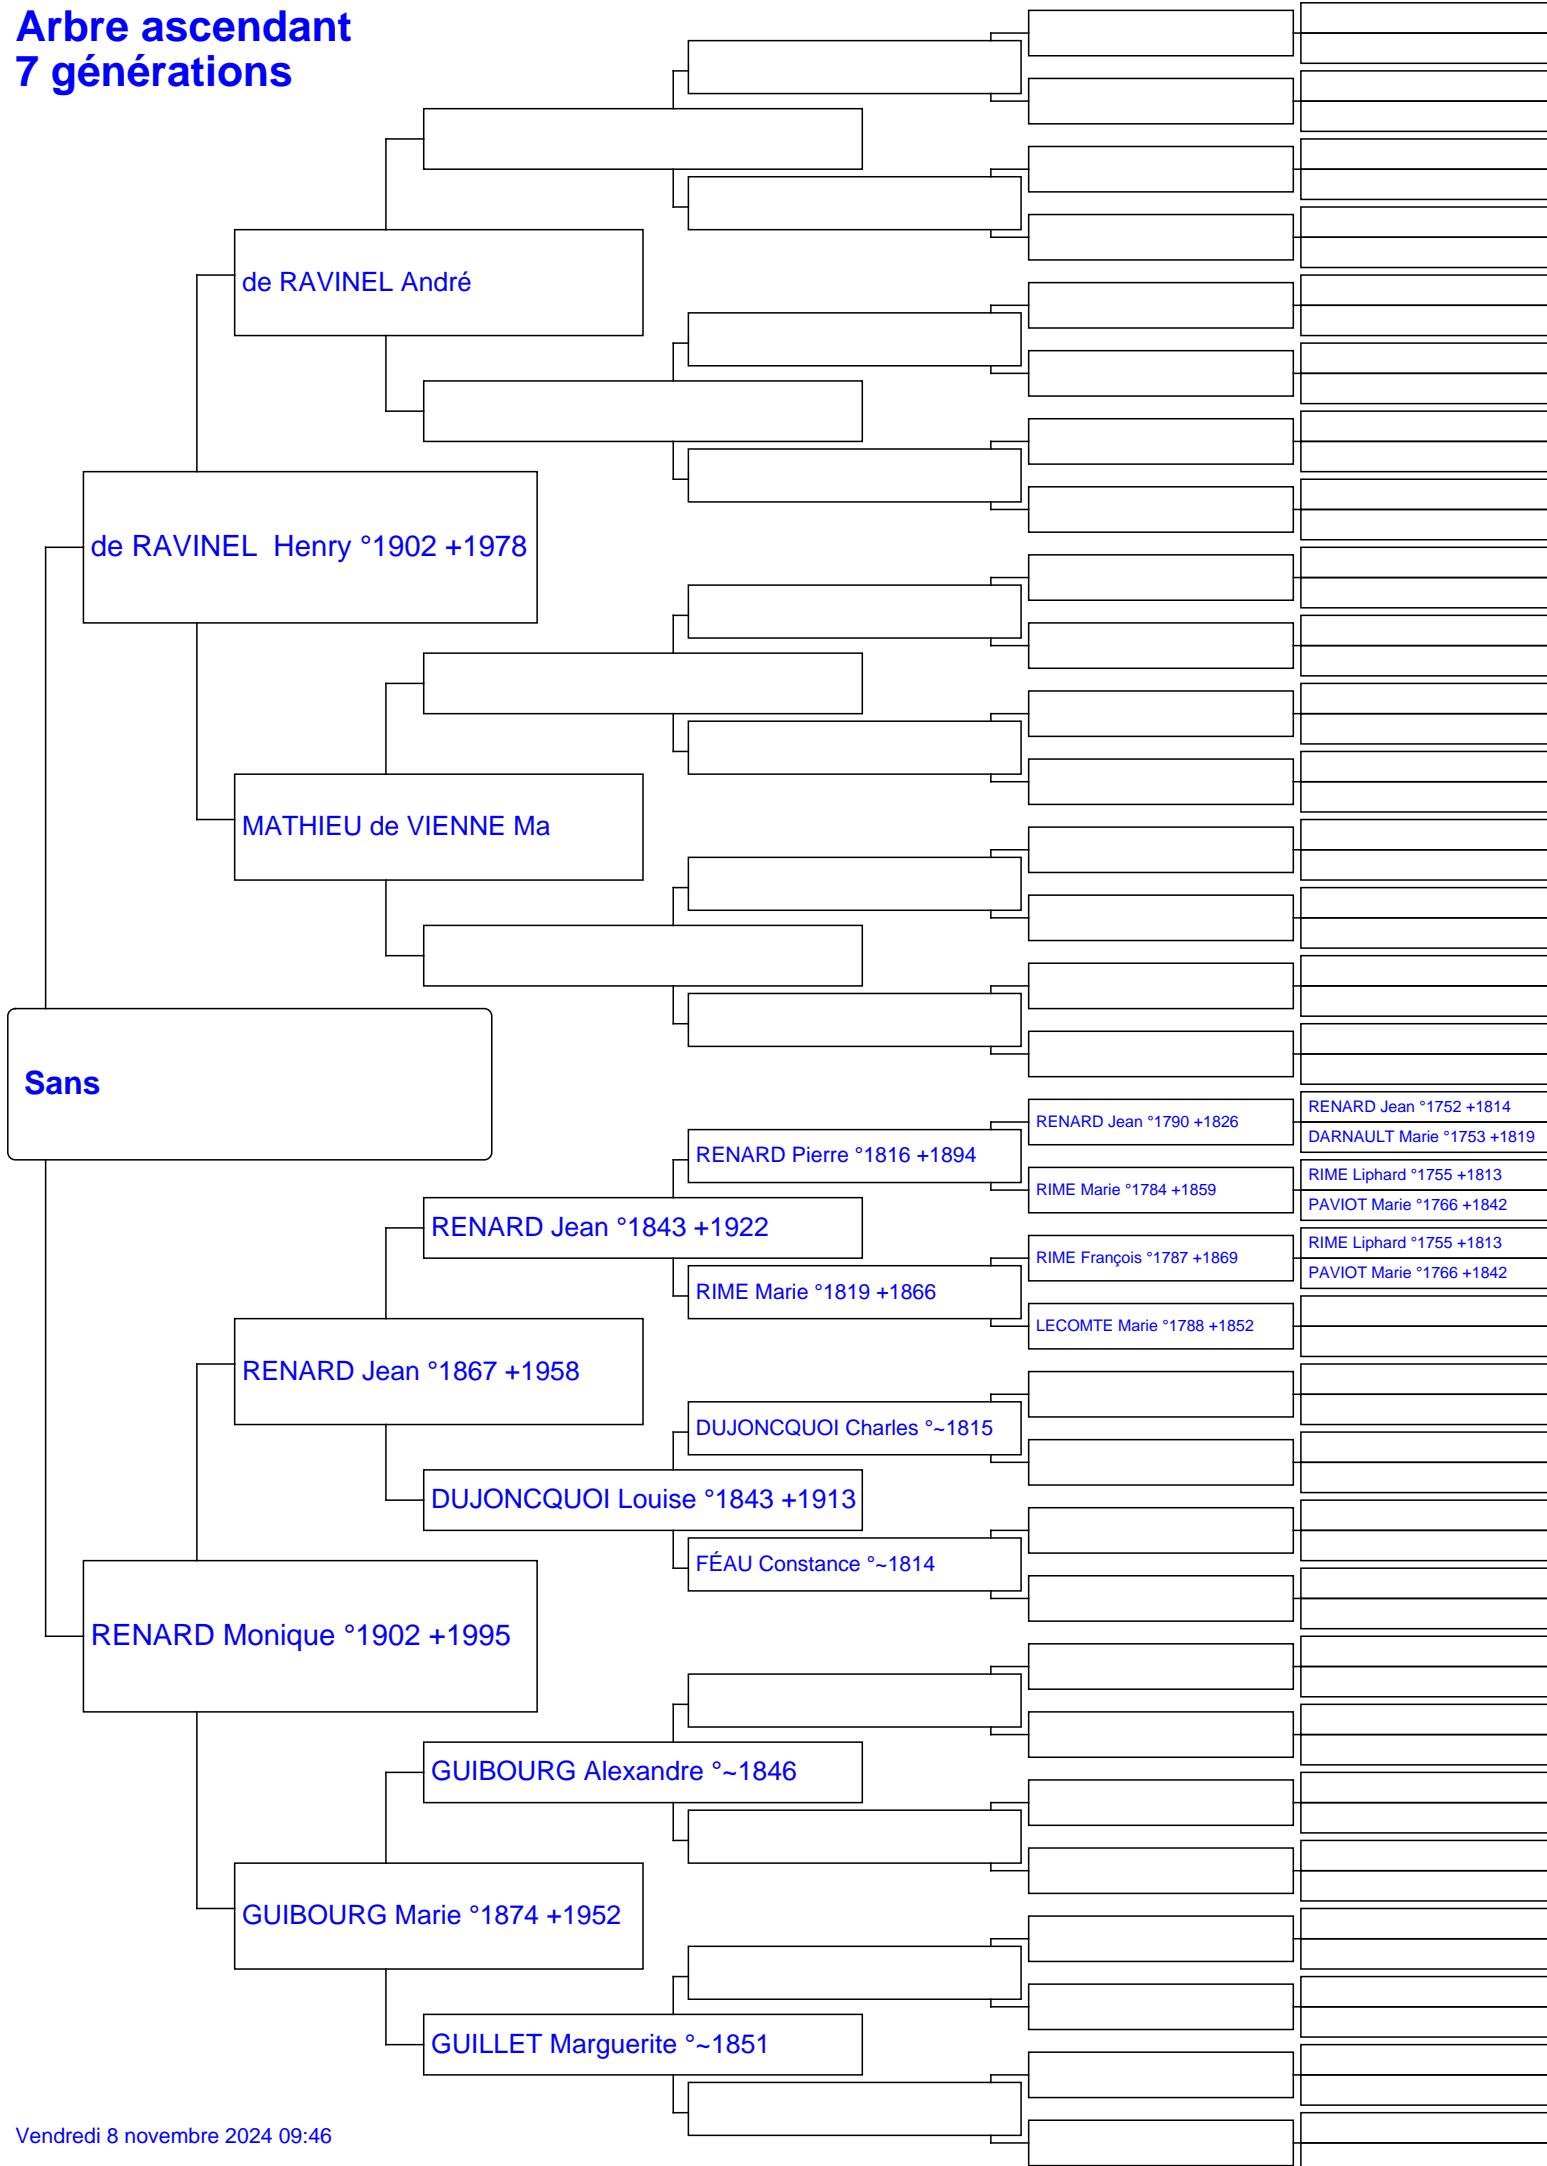 Arbre ascendant
7 générations
de RAVINEL André
de RAVINEL  Henry °1902 +1978
MATHIEU de VIENNE Ma
Sans
RENARD Jean °1752 +1814
RENARD Jean °1790 +1826
DARNAULT Marie °1753 +1819
RENARD Pierre °1816 +1894
RIME Liphard °1755 +1813
RIME Marie °1784 +1859
PAVIOT Marie °1766 +1842
RENARD Jean °1843 +1922
RIME Liphard °1755 +1813
RIME François °1787 +1869
PAVIOT Marie °1766 +1842
RIME Marie °1819 +1866
LECOMTE Marie °1788 +1852
RENARD Jean °1867 +1958
DUJONCQUOI Charles °~1815
DUJONCQUOI Louise °1843 +1913
FÉAU Constance °~1814
RENARD Monique °1902 +1995
GUIBOURG Alexandre °~1846
GUIBOURG Marie °1874 +1952
GUILLET Marguerite °~1851
Vendredi 8 novembre 2024 09:46